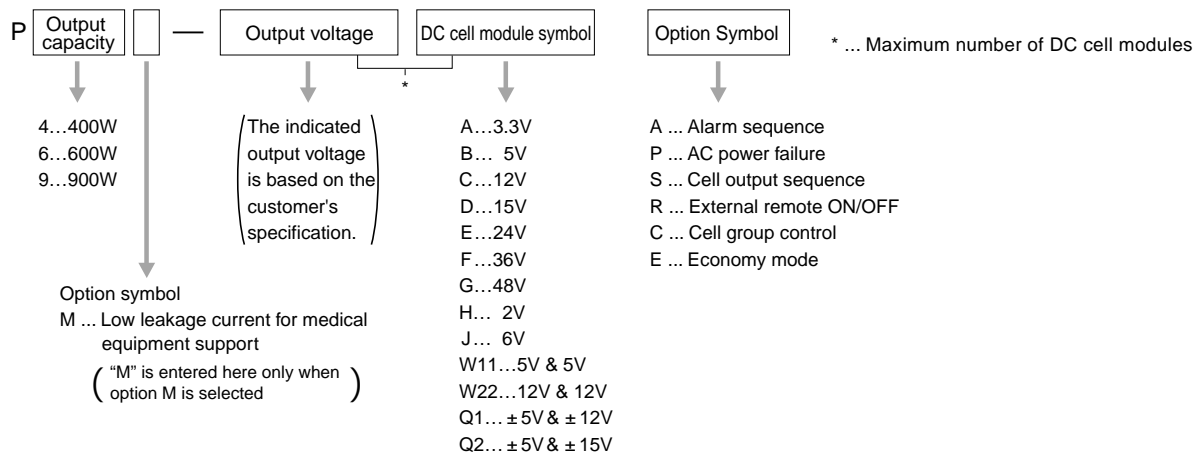 P Output capacity — Output voltage DC cell module symbol Option Symbol * ... Maximum number of DC cell modules
*
4…400W
6…600W
9…900W
(The indicated
output voltage
is based on the
customer's
specification.)
A…3.3V
B… 5V
C…12V
D…15V
E…24V
F…36V
G…48V
H… 2V
J… 6V
W11…5V & 5V
W22…12V & 12V
Q1…±5V & ±12V
Q2…±5V & ±15V
A ... Alarm sequence
P ... AC power failure
S ... Cell output sequence
R ... External remote ON/OFF
C ... Cell group control
E ... Economy mode
Option symbol
M ... Low leakage current for medical
equipment support
( “M” is entered here only when
option M is selected )